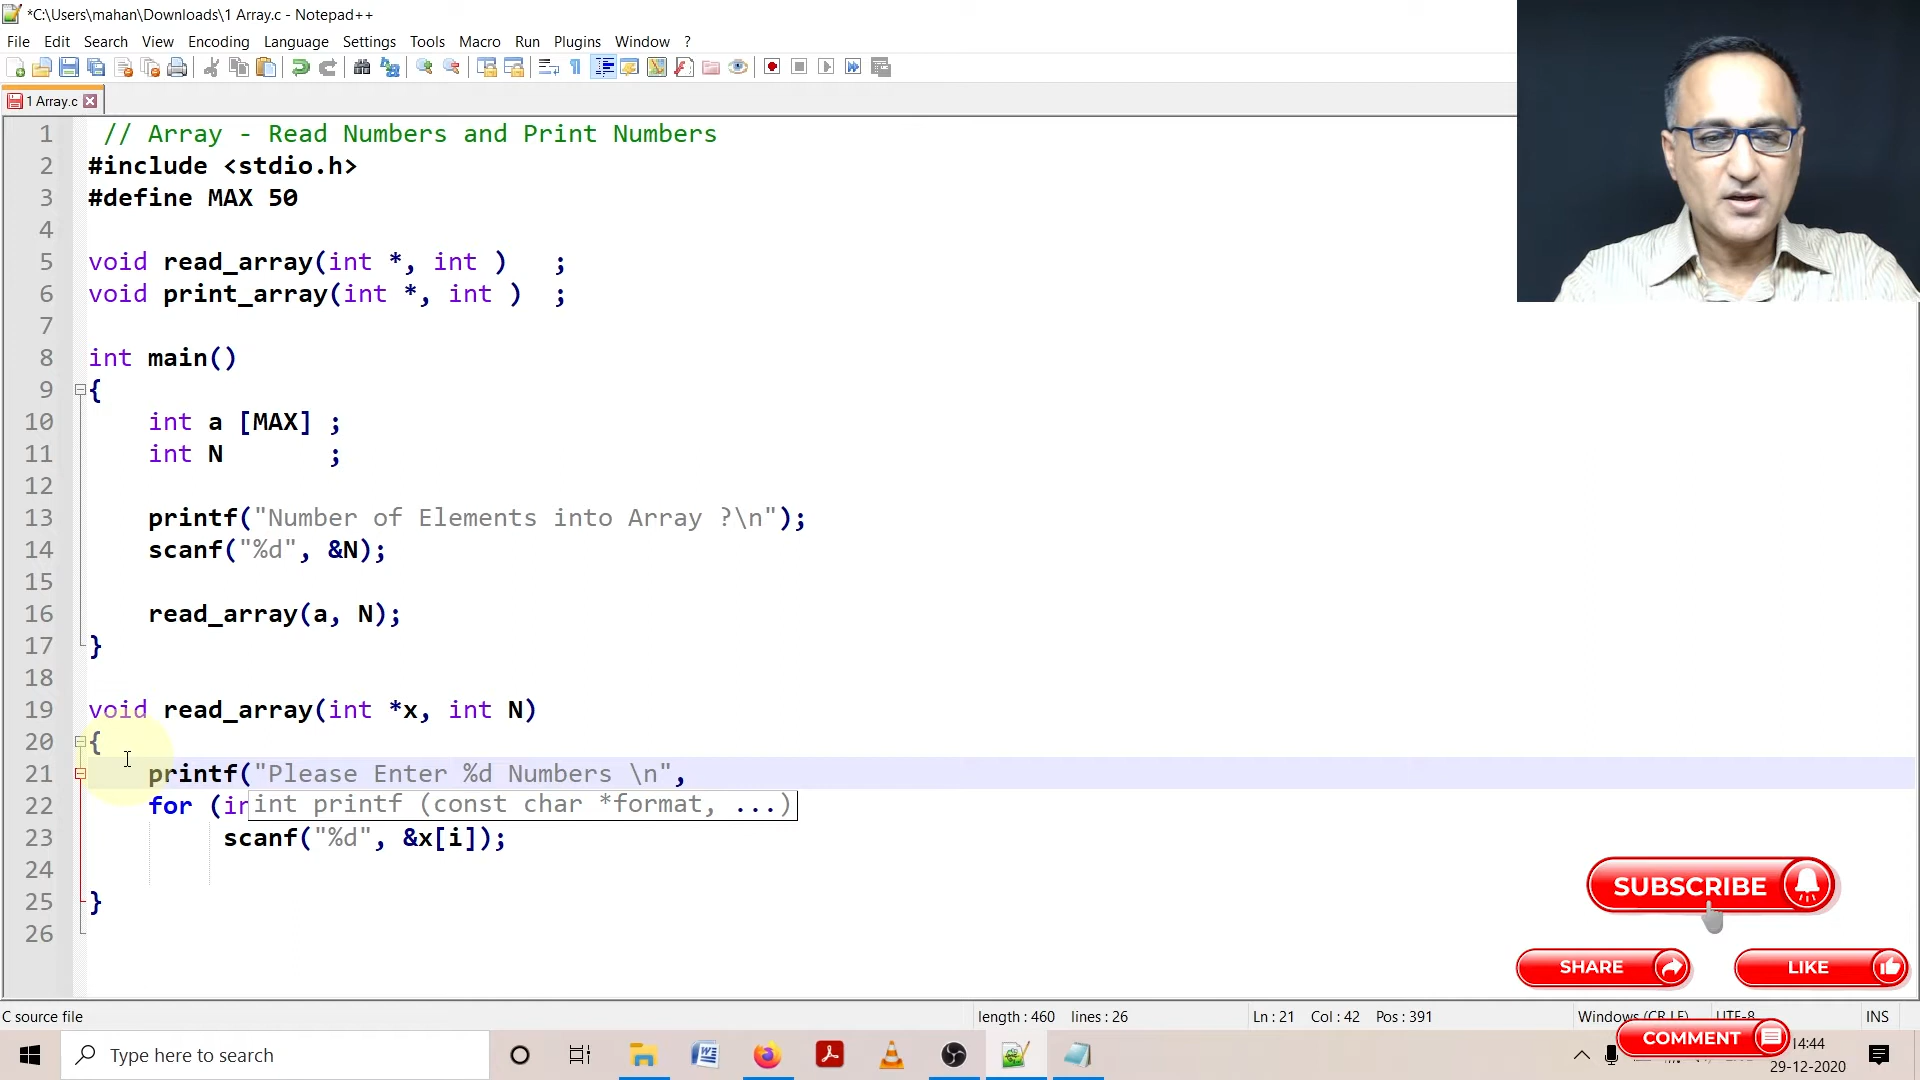 *C:\Users\mahan\Downloads\1 Array.c - Notepad++
File Edit Search View Encoding Language Settings Tools Macro Run Plugins Window ?
1 Array.c
1 // Array - Read Numbers and Print Numbers
2 #include <stdio.h>
3 #define MAX 50
4
5 void read_array(int *, int ) ;
6 void print_array(int *, int ) ;
7
8 int main()
9 {
10 int a [MAX] ;
11 int N ;
12
13 printf("Number of Elements into Array ?\n");
14 scanf("%d", &N);
15
16 read_array(a, N);
17 }
18
19 void read_array(int *x, int N)
20 {
21 printf("Please Enter %d Numbers \n",
22 for (in
int printf (const char *format, ...)
23 scanf("%d", &x[i]);
24
25 }
26
SUBSCRIBE
SHARE
LIKE
C source file
length : 460 lines : 26
Ln : 21 Col : 42 Pos : 391
Windows (CR LF)
UTF-8
INS
Type here to search
COMMENT
14:44
29-12-2020